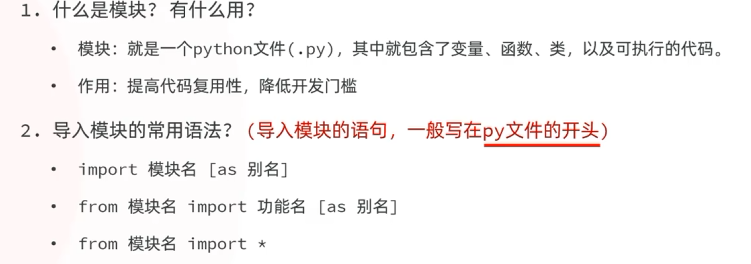 1. 什么是模块？有什么用？
• 模块：就是一个python文件(.py)，其中就包含了变量、函数、类，以及可执行的代码。
• 作用：提高代码复用性，降低开发门槛
2. 导入模块的常用语法？(导入模块的语句，一般写在py文件的开头)
• import 模块名 [as 别名]
• from 模块名 import 功能名 [as 别名]
• from 模块名 import *